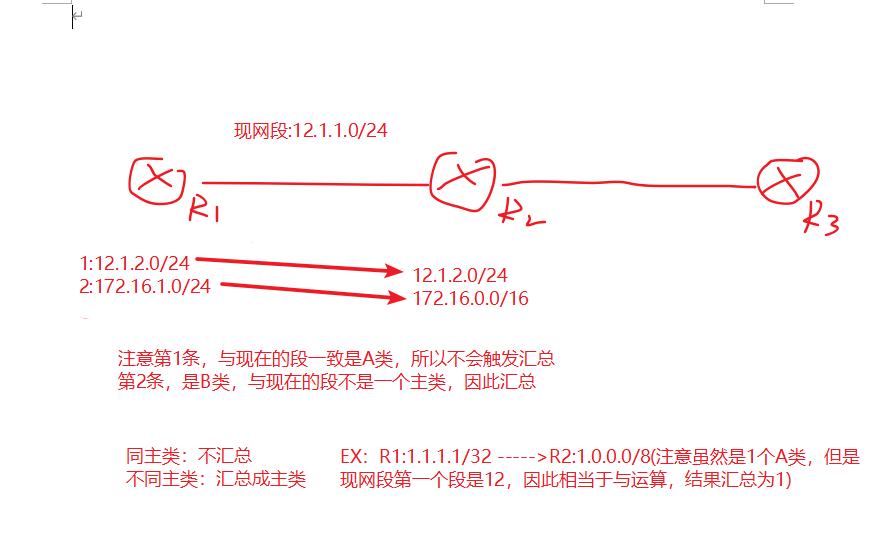 现网段:12.1.1.0/24
R1
R2
R3
1:12.1.2.0/24
2:172.16.1.0/24
12.1.2.0/24
172.16.0.0/16
注意第1条，与现在的段一致是A类，所以不会触发汇总
第2条，是B类，与现在的段不是一个主类，因此汇总
同主类：不汇总
不同主类：汇总成主类
EX：R1:1.1.1.1/32 ----->R2:1.0.0.0/8(注意虽然是1个A类，但是
现网段第一个段是12，因此相当于与运算，结果汇总为1)